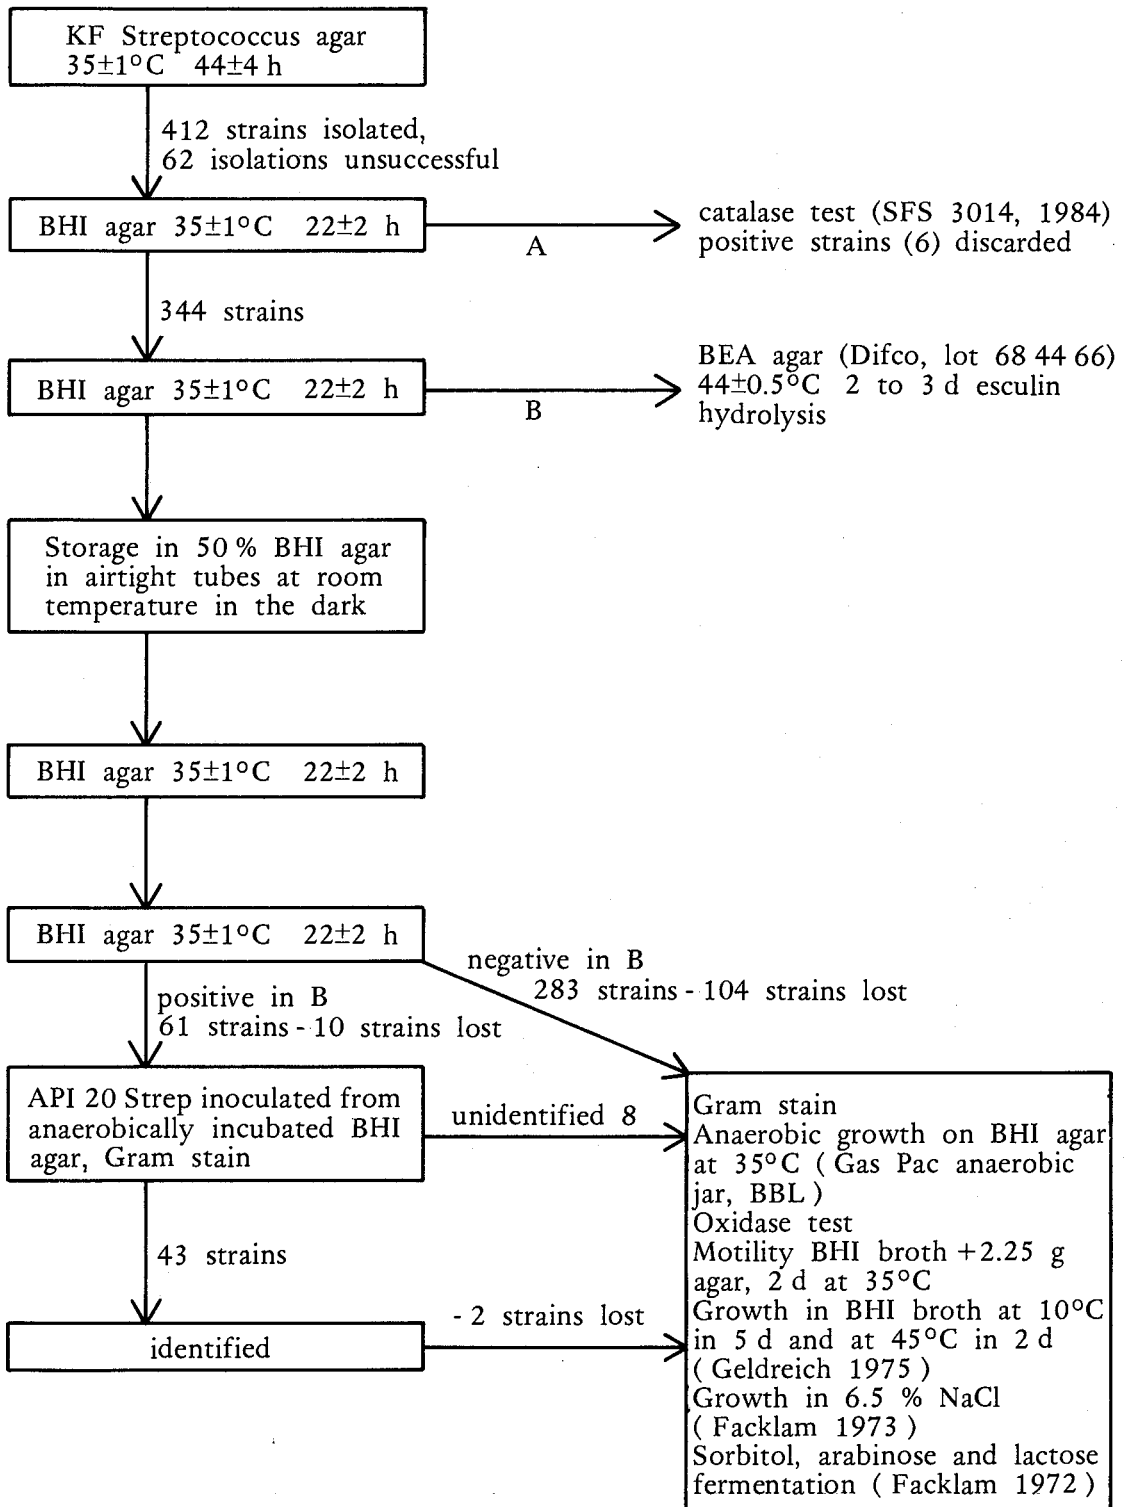 KF Streptococcus agar
35±1°C 44±4 h
412 strains isolated,
62 isolations unsuccessful
BHI agar 35±1°C 22±2 h
A
catalase test (SFS 3014, 1984)
positive strains (6) discarded
344 strains
BHI agar 35±1°C 22±2 h
B
BEA agar (Difco, lot 68 44 66)
44±0.5°C 2 to 3 d esculin
hydrolysis
Storage in 50 % BHI agar
in airtight tubes at room
temperature in the dark
BHI agar 35±1°C 22±2 h
BHI agar 35±1°C 22±2 h
negative in B
283 strains - 104 strains lost
positive in B
61 strains - 10 strains lost
API 20 Strep inoculated from
anaerobically incubated BHI
agar, Gram stain
unidentified 8
43 strains
identified
- 2 strains lost
Gram stain
Anaerobic growth on BHI agar
at 35°C ( Gas Pac anaerobic
jar, BBL )
Oxidase test
Motility BHI broth +2.25 g
agar, 2 d at 35°C
Growth in BHI broth at 10°C
in 5 d and at 45°C in 2 d
( Geldreich 1975 )
Growth in 6.5 % NaCl
( Facklam 1973 )
Sorbitol, arabinose and lactose
fermentation ( Facklam 1972 )